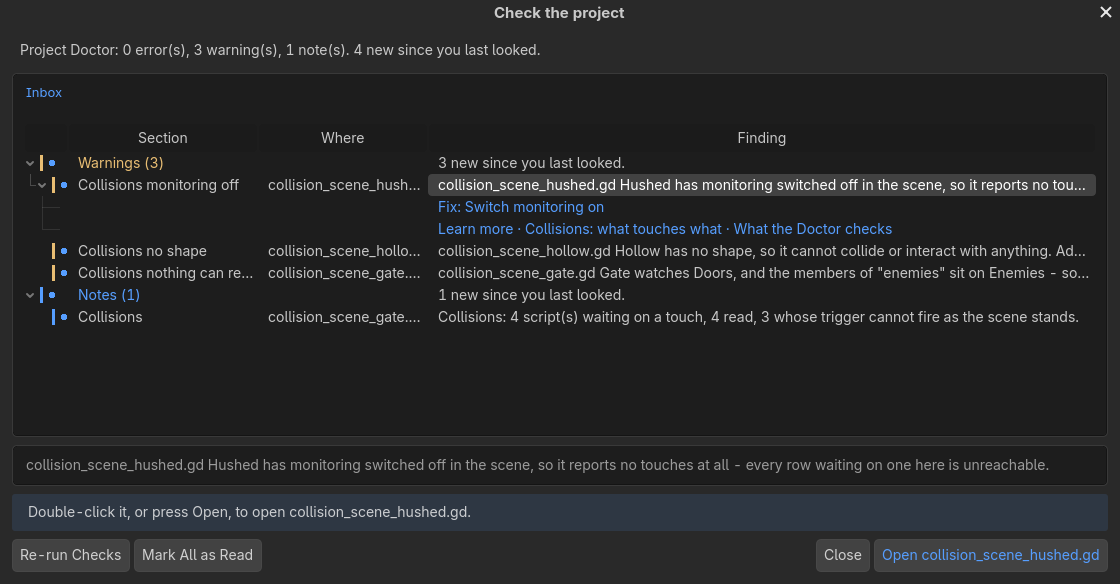 Check the project
Project Doctor: 0 error(s), 3 warning(s), 1 note(s). 4 new since you last looked.
Inbox
Section Where Finding
Warnings (3) 3 new since you last looked.
Collisions monitoring off collision_scene_hush... collision_scene_hushed.gd Hushed has monitoring switched off in the scene, so it reports no tou...
Fix: Switch monitoring on
Learn more · Collisions: what touches what · What the Doctor checks
Collisions no shape collision_scene_hollo... collision_scene_hollow.gd Hollow has no shape, so it cannot collide or interact with anything. Ad...
Collisions nothing can re... collision_scene_gate.... collision_scene_gate.gd Gate watches Doors, and the members of "enemies" sit on Enemies - so...
Notes (1) 1 new since you last looked.
Collisions collision_scene_gate.... Collisions: 4 script(s) waiting on a touch, 4 read, 3 whose trigger cannot fire as the scene stands.
collision_scene_hushed.gd Hushed has monitoring switched off in the scene, so it reports no touches at all - every row waiting on one here is unreachable.
Double-click it, or press Open, to open collision_scene_hushed.gd.
Re-run Checks Mark All as Read Close Open collision_scene_hushed.gd